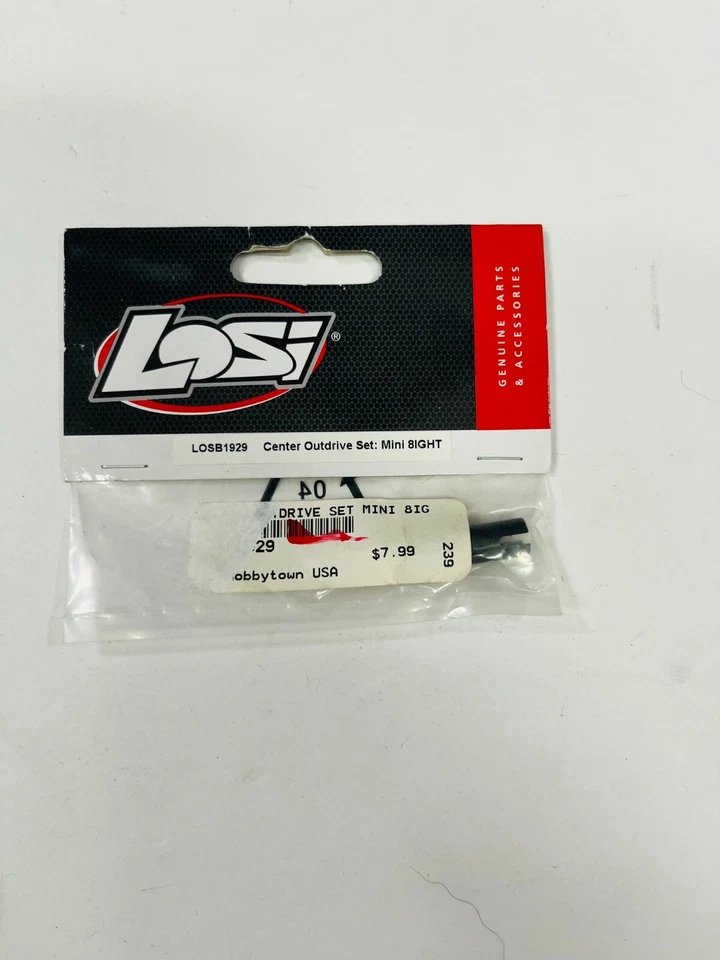 LOSI®
GENUINE PARTS
& ACCESSORIES
LOSB1929 Center Outdrive Set: Mini 8IGHT
04
DRIVE SET MINI 8IG
29
$7.99
239
obbytown USA